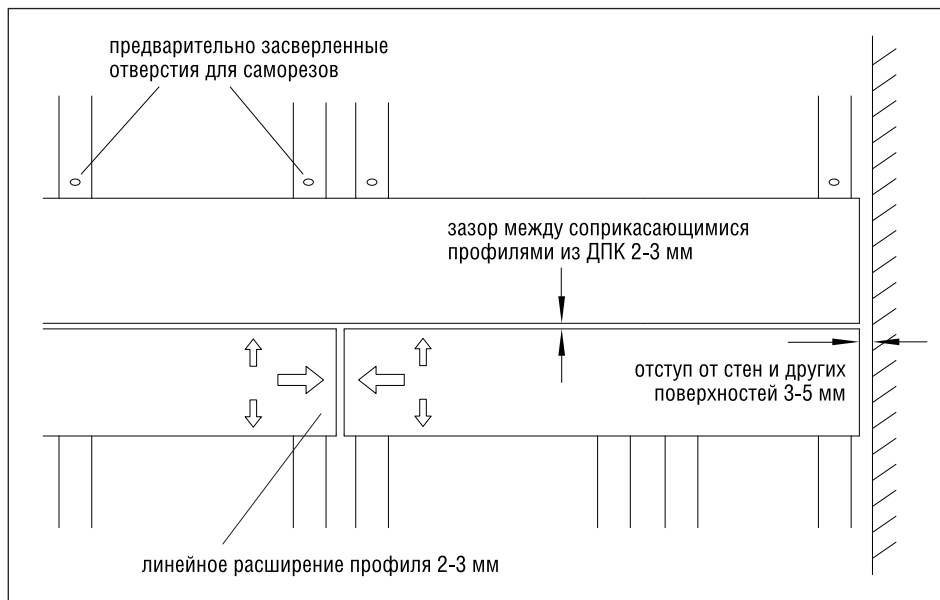 предварительно засверленные
отверстия для саморезов
зазор между соприкасающимися
профилями из ДПК 2-3 мм
отступ от стен и других
поверхностей 3-5 мм
линейное расширение профиля 2-3 мм